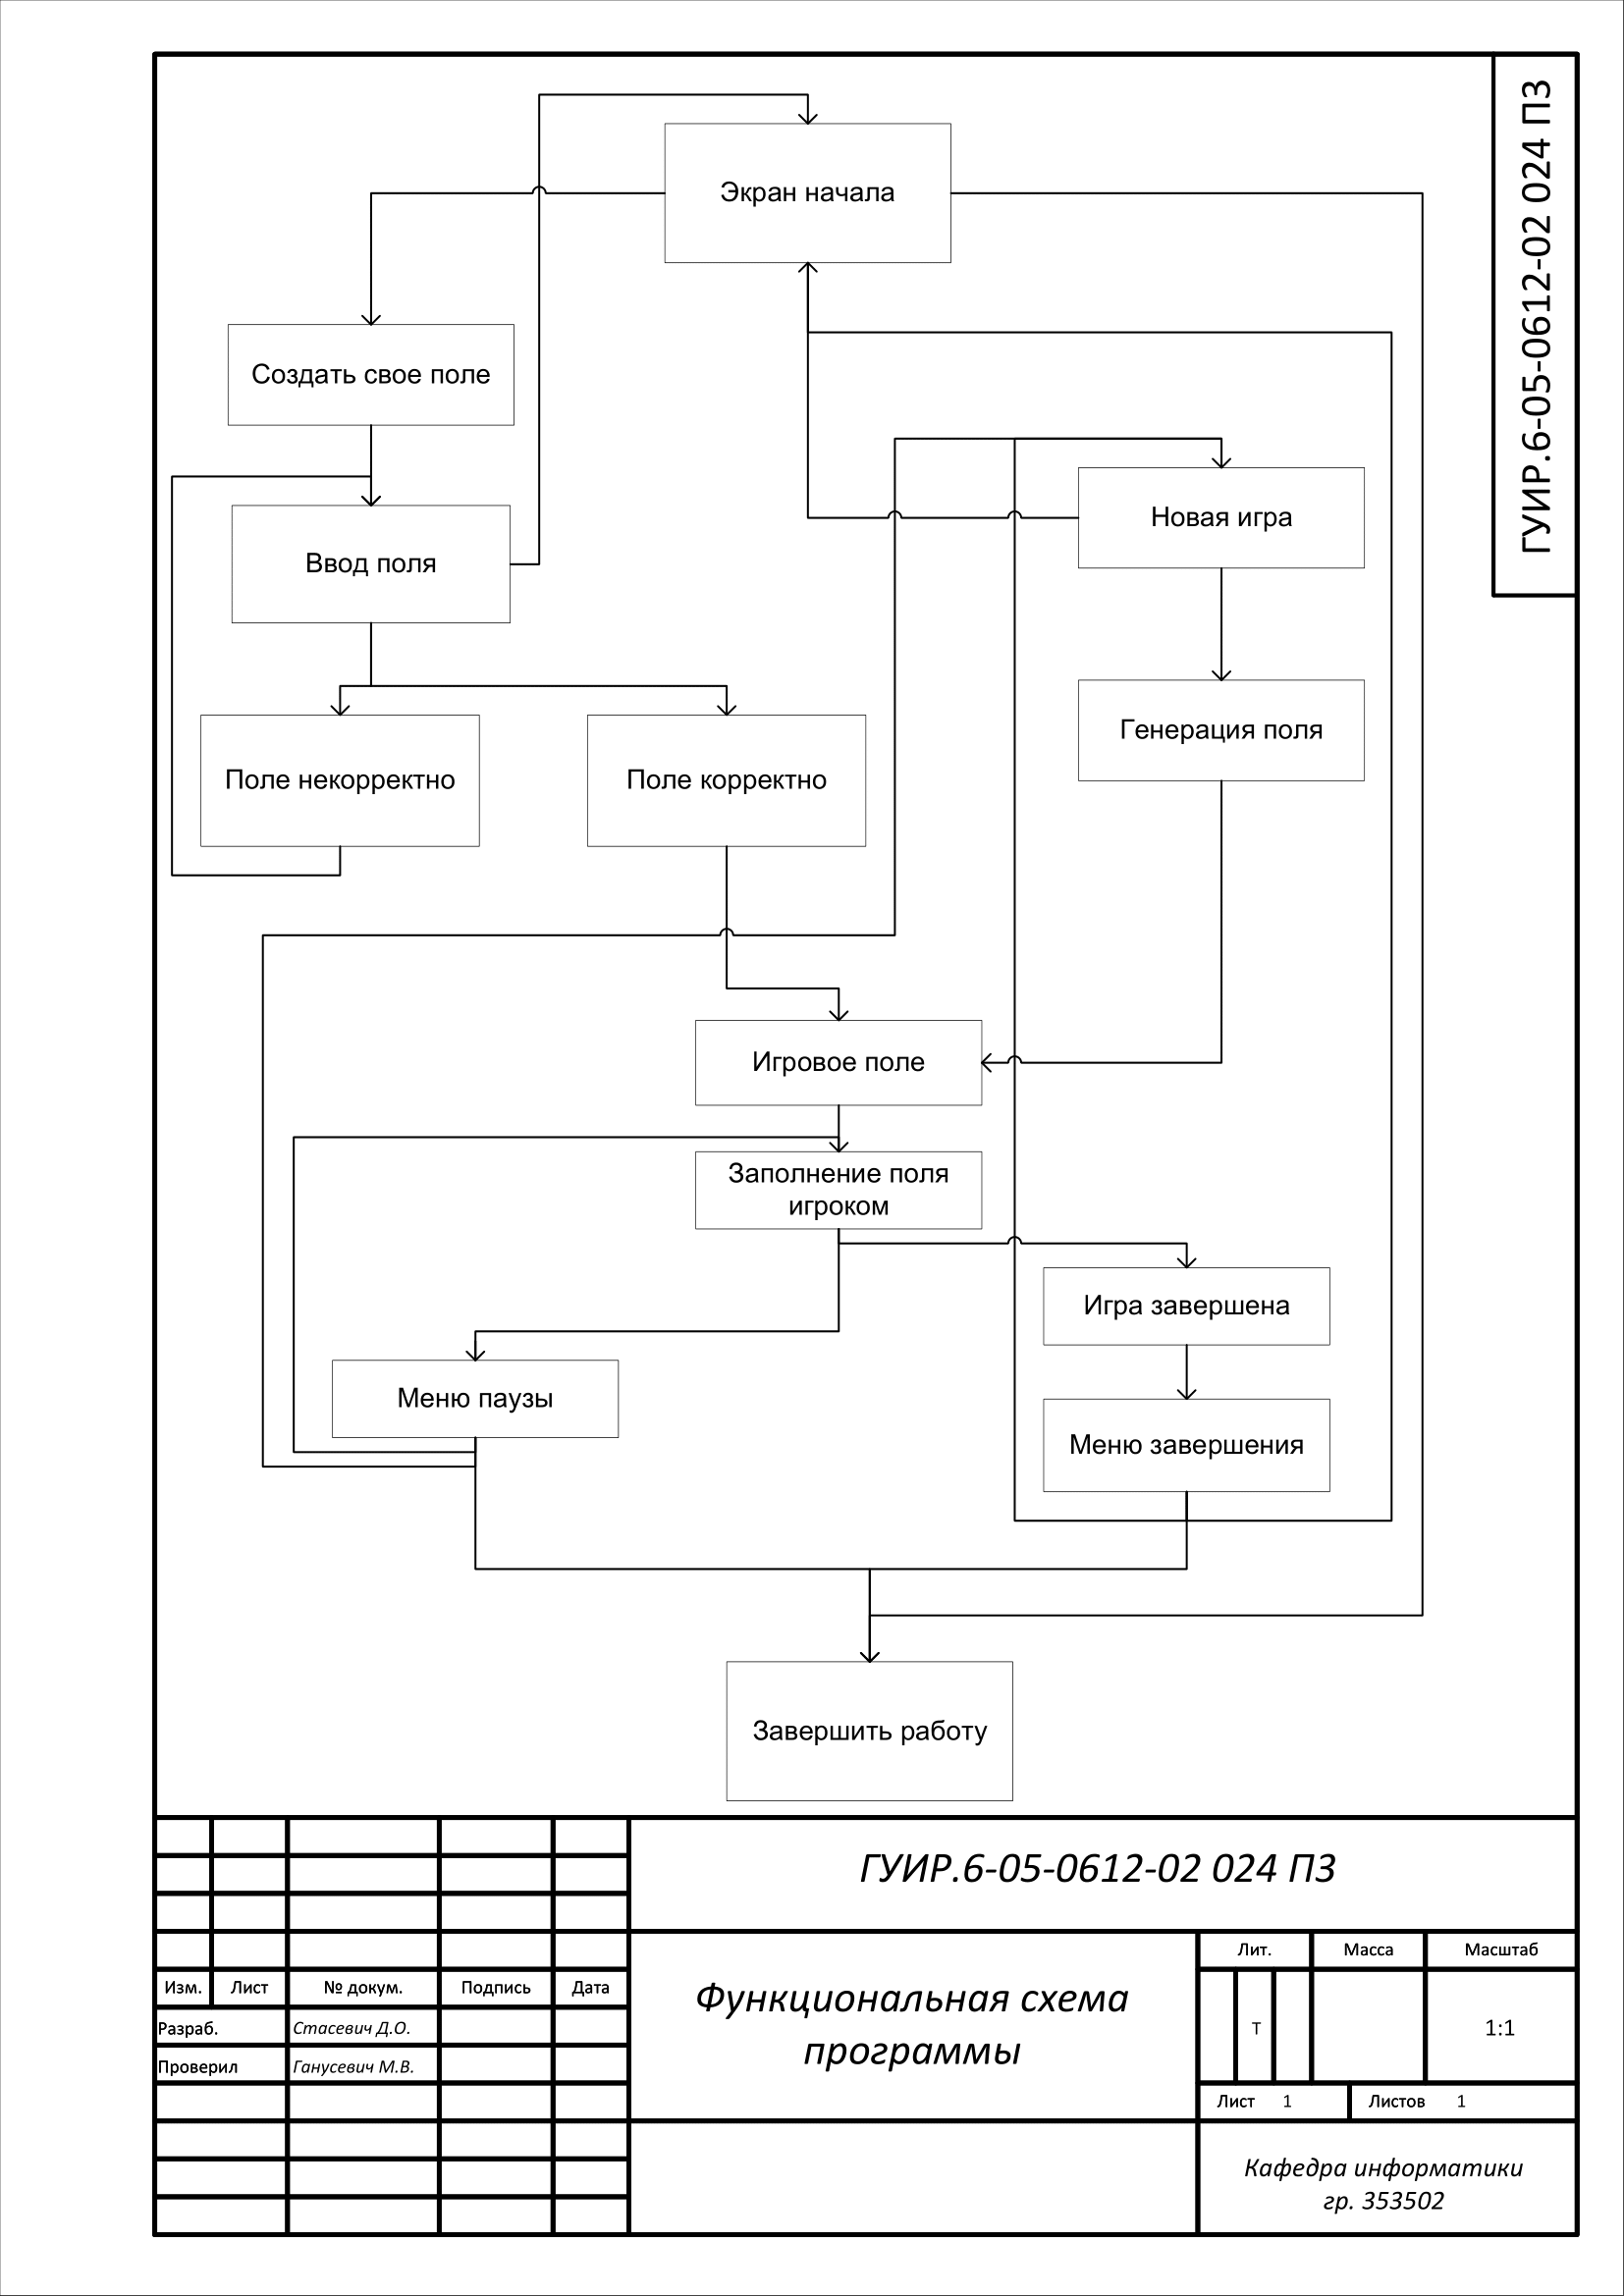 ГУИР.6-05-0612-02 024 ПЗ
Экран начала
Создать свое поле
Новая игра
Ввод поля
Генерация поля
Поле некорректно
Поле корректно
Игровое поле
Заполнение поля
игроком
Игра завершена
Меню паузы
Меню завершения
Завершить работу
ГУИР.6-05-0612-02 024 ПЗ
Функциональная схема
программы
Лит.
Масса
Масштаб
Т
1:1
Лист 1
Листов 1
Изм.
Лист
№ докум.
Подпись
Дата
Разраб.
Стасевич Д.О.
Проверил
Ганусевич М.В.
Кафедра информатики
гр. 353502